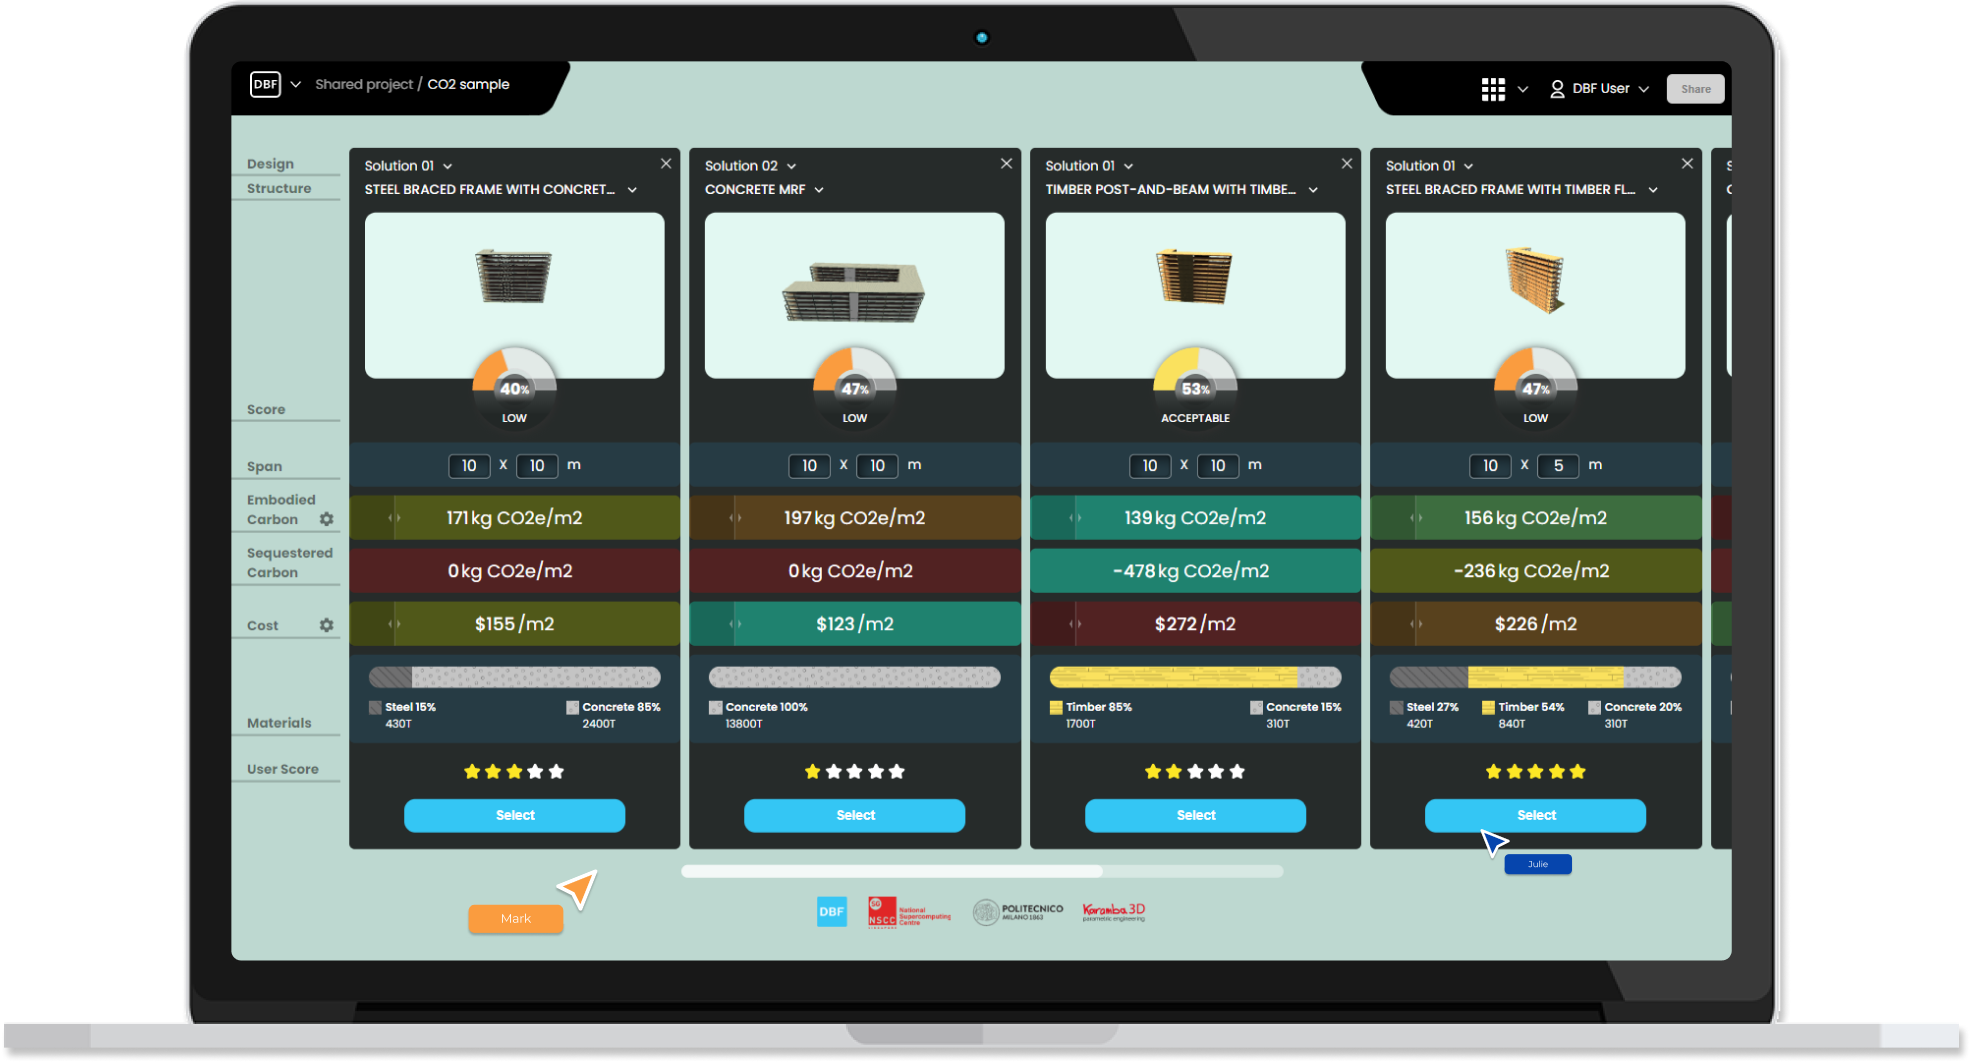 DBF Shared project / CO2 sample
DBF User
Share
Design
Structure
Score
Span
Embodied
Carbon
Sequestered
Carbon
Cost
Materials
User Score
Solution 01
STEEL BRACED FRAME WITH CONCRET...
40%
LOW
10 X 10 m
171 kg CO2e/m2
0 kg CO2e/m2
$155 /m2
Steel 15%
430T
Concrete 85%
2400T
Select
Solution 02
CONCRETE MRF
47%
LOW
10 X 10 m
197 kg CO2e/m2
0 kg CO2e/m2
$123 /m2
Concrete 100%
13800T
Select
Solution 01
TIMBER POST-AND-BEAM WITH TIMBE...
53%
ACCEPTABLE
10 X 10 m
139 kg CO2e/m2
-478 kg CO2e/m2
$272 /m2
Timber 85%
1700T
Concrete 15%
310T
Select
Solution 01
STEEL BRACED FRAME WITH TIMBER FL...
47%
LOW
10 X 5 m
156 kg CO2e/m2
-236 kg CO2e/m2
$226 /m2
Steel 27%
420T
Timber 54%
840T
Concrete 20%
310T
Select
Julie
Mark
DBF
SG
NSCC
SINGAPORE
National
Supercomputing
Centre
POLITECNICO
MILANO 1863
Karamba3D
parametric engineering